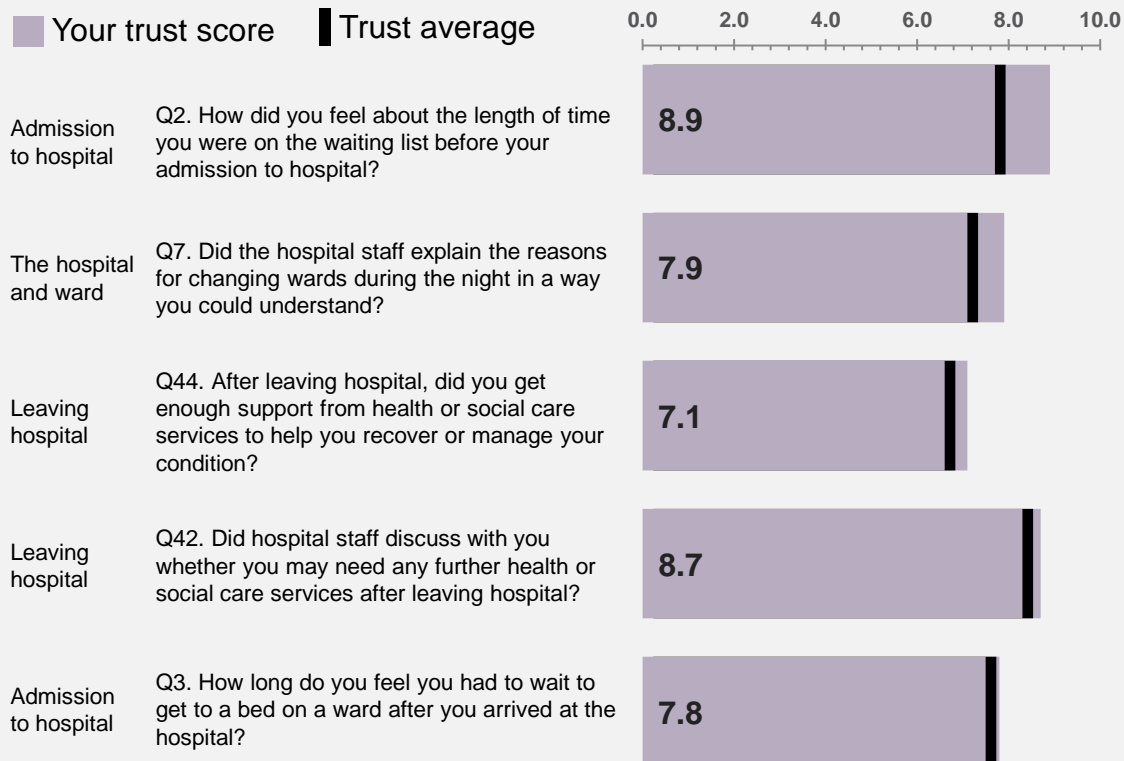 Your trust score
Trust average
0.0 2.0 4.0 6.0 8.0 10.0
Admission
to hospital
Q2. How did you feel about the length of time
you were on the waiting list before your
admission to hospital?
8.9
The hospital
and ward
Q7. Did the hospital staff explain the reasons
for changing wards during the night in a way
you could understand?
7.9
Leaving
hospital
Q44. After leaving hospital, did you get
enough support from health or social care
services to help you recover or manage your
condition?
7.1
Leaving
hospital
Q42. Did hospital staff discuss with you
whether you may need any further health or
social care services after leaving hospital?
8.7
Admission
to hospital
Q3. How long do you feel you had to wait to
get to a bed on a ward after you arrived at the
hospital?
7.8